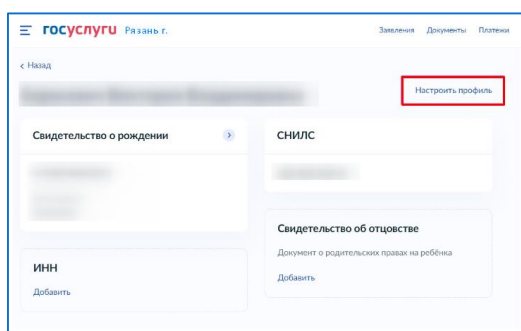 госуслуги Рязань г. Заявления Документы Платежи
Назад
Настроить профиль
Свидетельство о рождении
СНИЛС
Свидетельство об отцовстве
Документ о родительских правах на ребёнка
Добавить
ИНН
Добавить